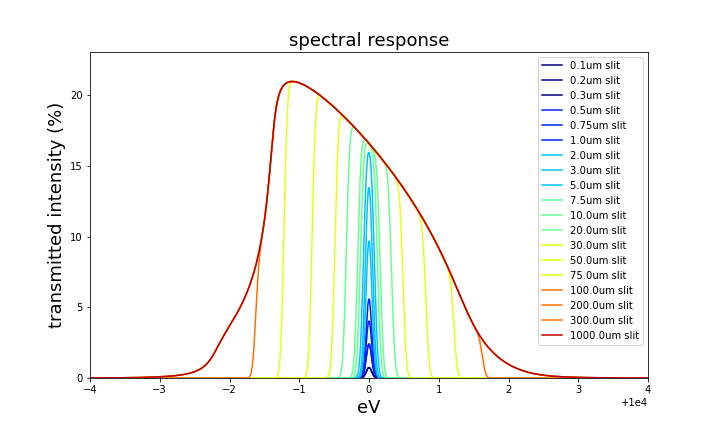 spectral response
transmitted intensity (%)
20
15
10
5
0
0.1um slit
0.2um slit
0.3um slit
0.5um slit
0.75um slit
1.0um slit
2.0um slit
3.0um slit
5.0um slit
7.5um slit
10.0um slit
20.0um slit
30.0um slit
50.0um slit
75.0um slit
100.0um slit
200.0um slit
300.0um slit
1000.0um slit
−4 −3 −2 −1 0 1 2 3 4
+1e4
eV